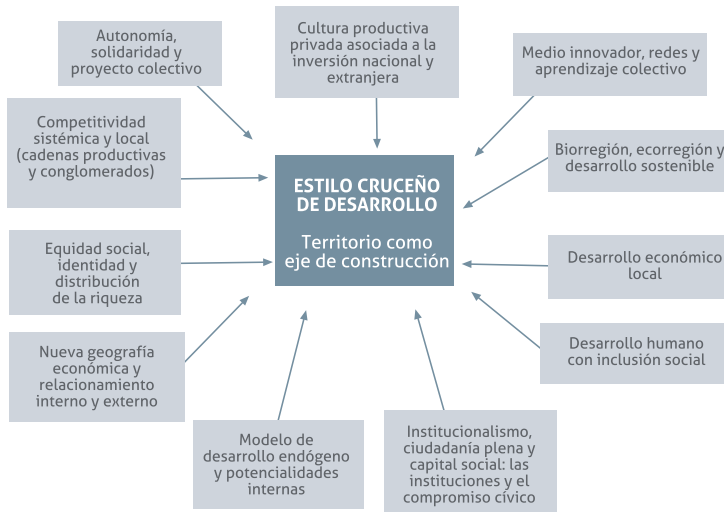 Autonomía,
solidaridad y
proyecto colectivo
Cultura productiva
privada asociada a la
inversión nacional y
extranjera
Medio innovador, redes y
aprendizaje colectivo
Competitividad
sistémica y local
(cadenas productivas
y conglomerados)
Biorregión, ecorregión y
desarrollo sostenible
ESTILO CRUCEÑO
DE DESARROLLO
Territorio como
eje de construcción
Equidad social,
identidad y
distribución
de la riqueza
Desarrollo económico
local
Nueva geografía
económica y
relacionamiento
interno y externo
Desarrollo humano
con inclusión social
Modelo de
desarrollo endógeno
y potencialidades
internas
Institucionalismo,
ciudadanía plena y
capital social: las
instituciones y el
compromiso cívico